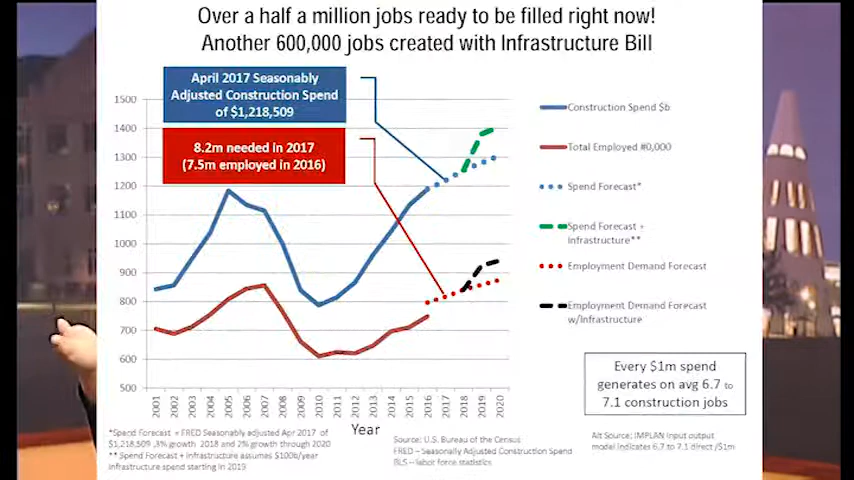 Over a half a million jobs ready to be filled right now!
Another 600,000 jobs created with Infrastructure Bill
April 2017 Seasonably
Adjusted Construction Spend
of $1,218,509
8.2m needed in 2017
(7.5m employed in 2016)
1500
1400
1300
1200
1100
1000
900
800
700
600
500
2001
2002
2003
2004
2005
2006
2007
2008
2009
2010
2011
2012
2013
2014
2015
2016
2017
2018
2019
2020
Year
Construction Spend $b
Total Employed #0,000
Spend Forecast*
Spend Forecast +
Infrastructure**
Employment Demand Forecast
Employment Demand Forecast
w/Infrastructure
Every $1m spend
generates on avg 6.7 to
7.1 construction jobs
*Spend Forecast = FRED Seasonally adjusted Apr 2017 of
$1,218,509 ,3% growth 2018 and 2% growth through 2020
** Spend Forecast + Infrastructure assumes $100b/year
infrastructure spend starting in 2019
Source: U.S. Bureau of the Census
FRED – Seasonally Adjusted Construction Spend
BLS – labor force statistics
Alt Source: IMPLAN input output
model indicates 6.7 to 7.1 direct /$1m